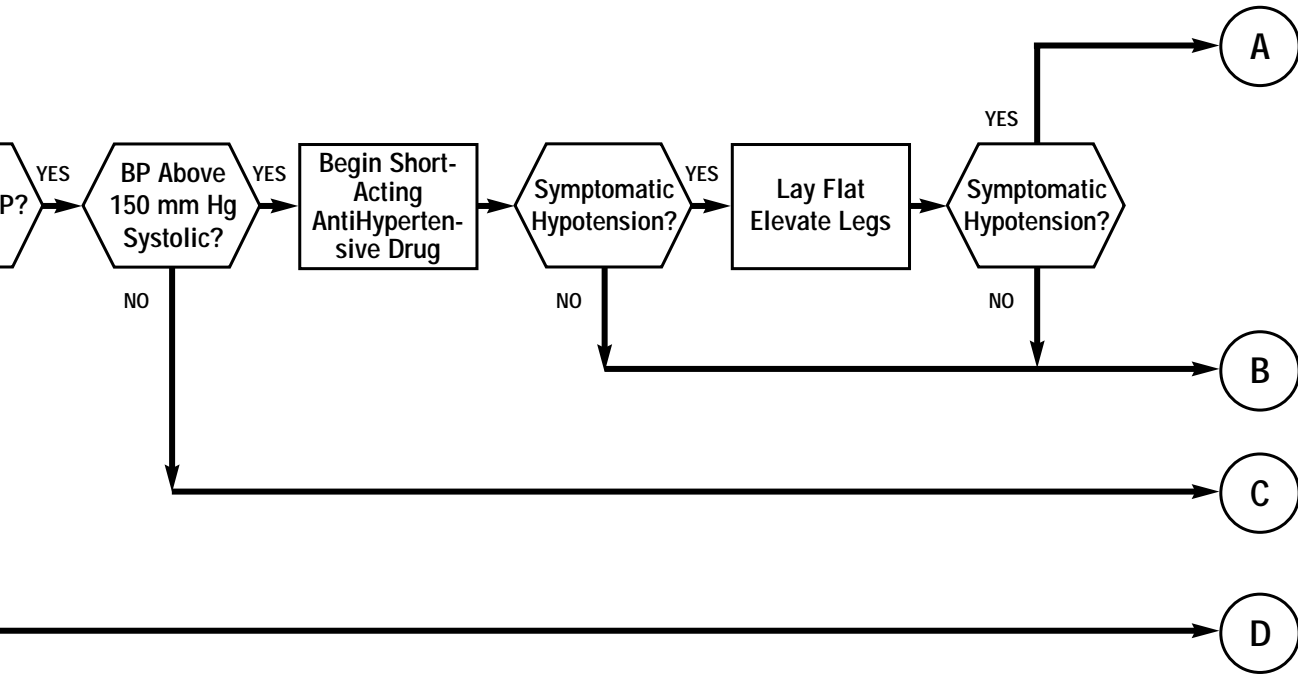 A
YES
P?
YES
BP Above
150 mm Hg
Systolic?
YES
Begin Short-
Acting
AntiHyperten-
sive Drug
Symptomatic
Hypotension?
YES
Lay Flat
Elevate Legs
Symptomatic
Hypotension?
YES
NO
NO
NO
B
C
D